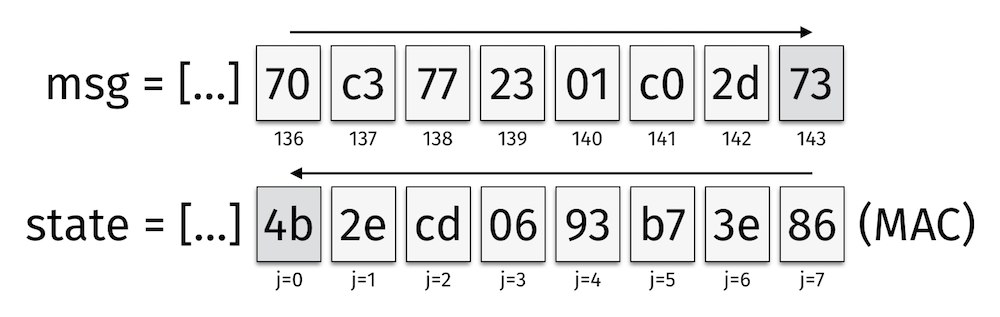 msg = [...] 70 c3 77 23 01 c0 2d 73
136 137 138 139 140 141 142 143
state = [...] 4b 2e cd 06 93 b7 3e 86 (MAC)
j=0 j=1 j=2 j=3 j=4 j=5 j=6 j=7